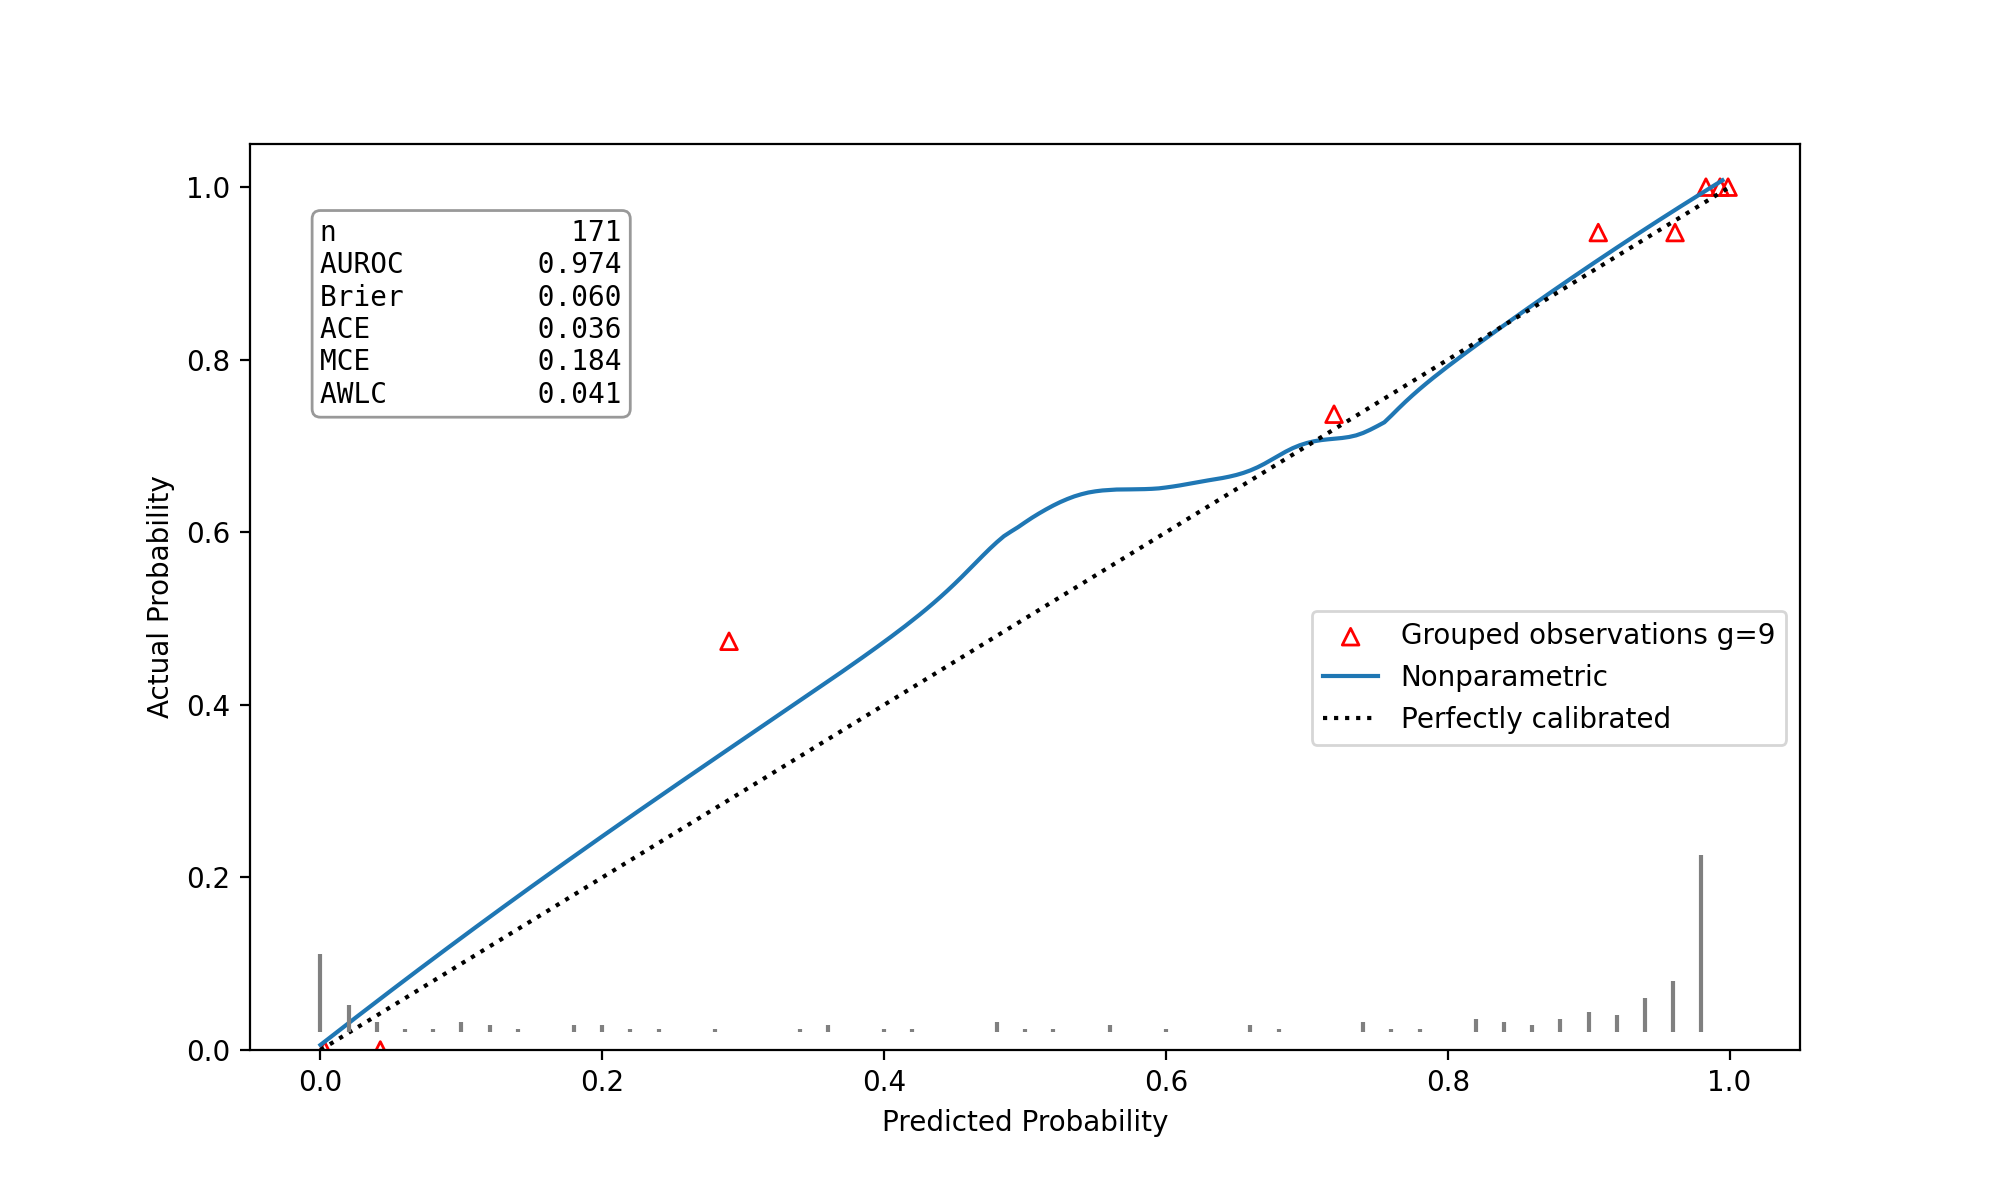 n 171
AUROC 0.974
Brier 0.060
ACE 0.036
MCE 0.184
AWLC 0.041
Grouped observations g=9
Nonparametric
Perfectly calibrated
Actual Probability
1.0
0.8
0.6
0.4
0.2
0.0
0.0 0.2 0.4 0.6 0.8 1.0
Predicted Probability